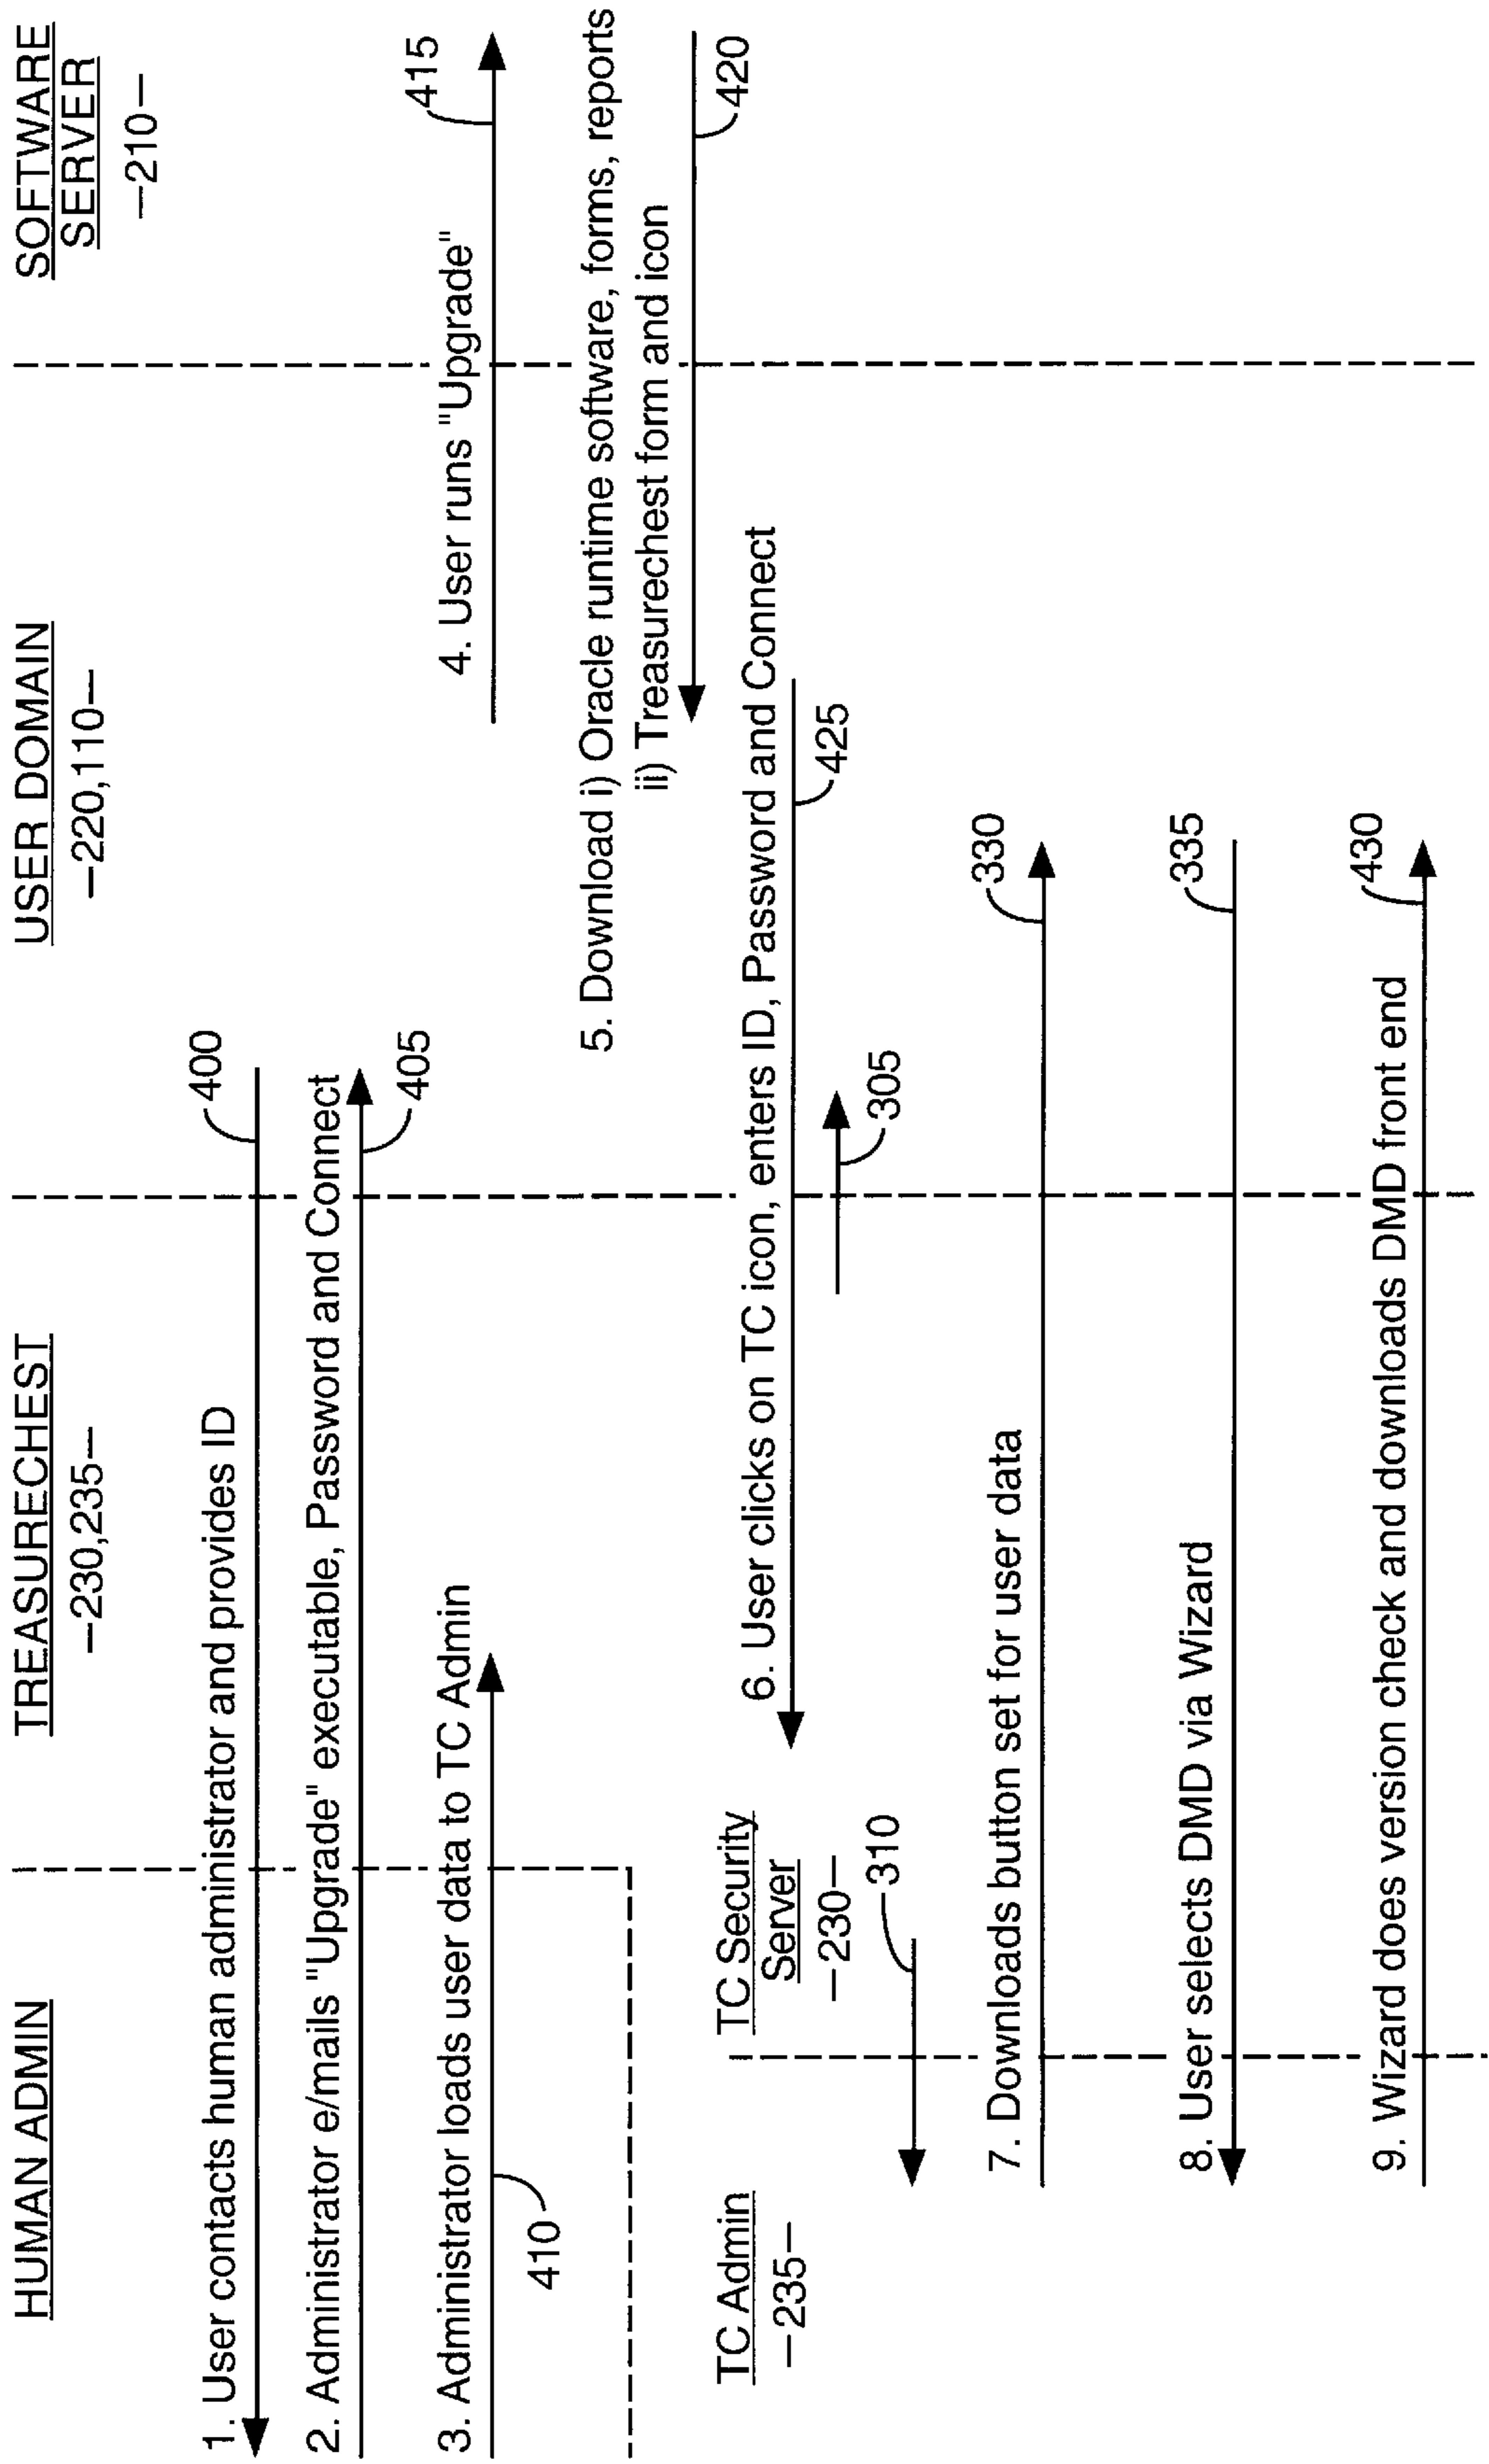 HUMAN ADMIN
TREASURECHEST
–230,235–
USER DOMAIN
–220,110–
SOFTWARE
SERVER
–210–
1. User contacts human administrator and provides ID
400
2. Administrator e/mails "Upgrade" executable, Password and Connect
405
3. Administrator loads user data to TC Admin
410
4. User runs "Upgrade"
415
5. Download i) Oracle runtime software, forms, reports
ii) Treasurechest form and icon
420
TC Admin
–235–
TC Security
Server
–230–
6. User clicks on TC icon, enters ID, Password and Connect
425
305
310
7. Downloads button set for user data
330
8. User selects DMD via Wizard
335
9. Wizard does version check and downloads DMD front end
430